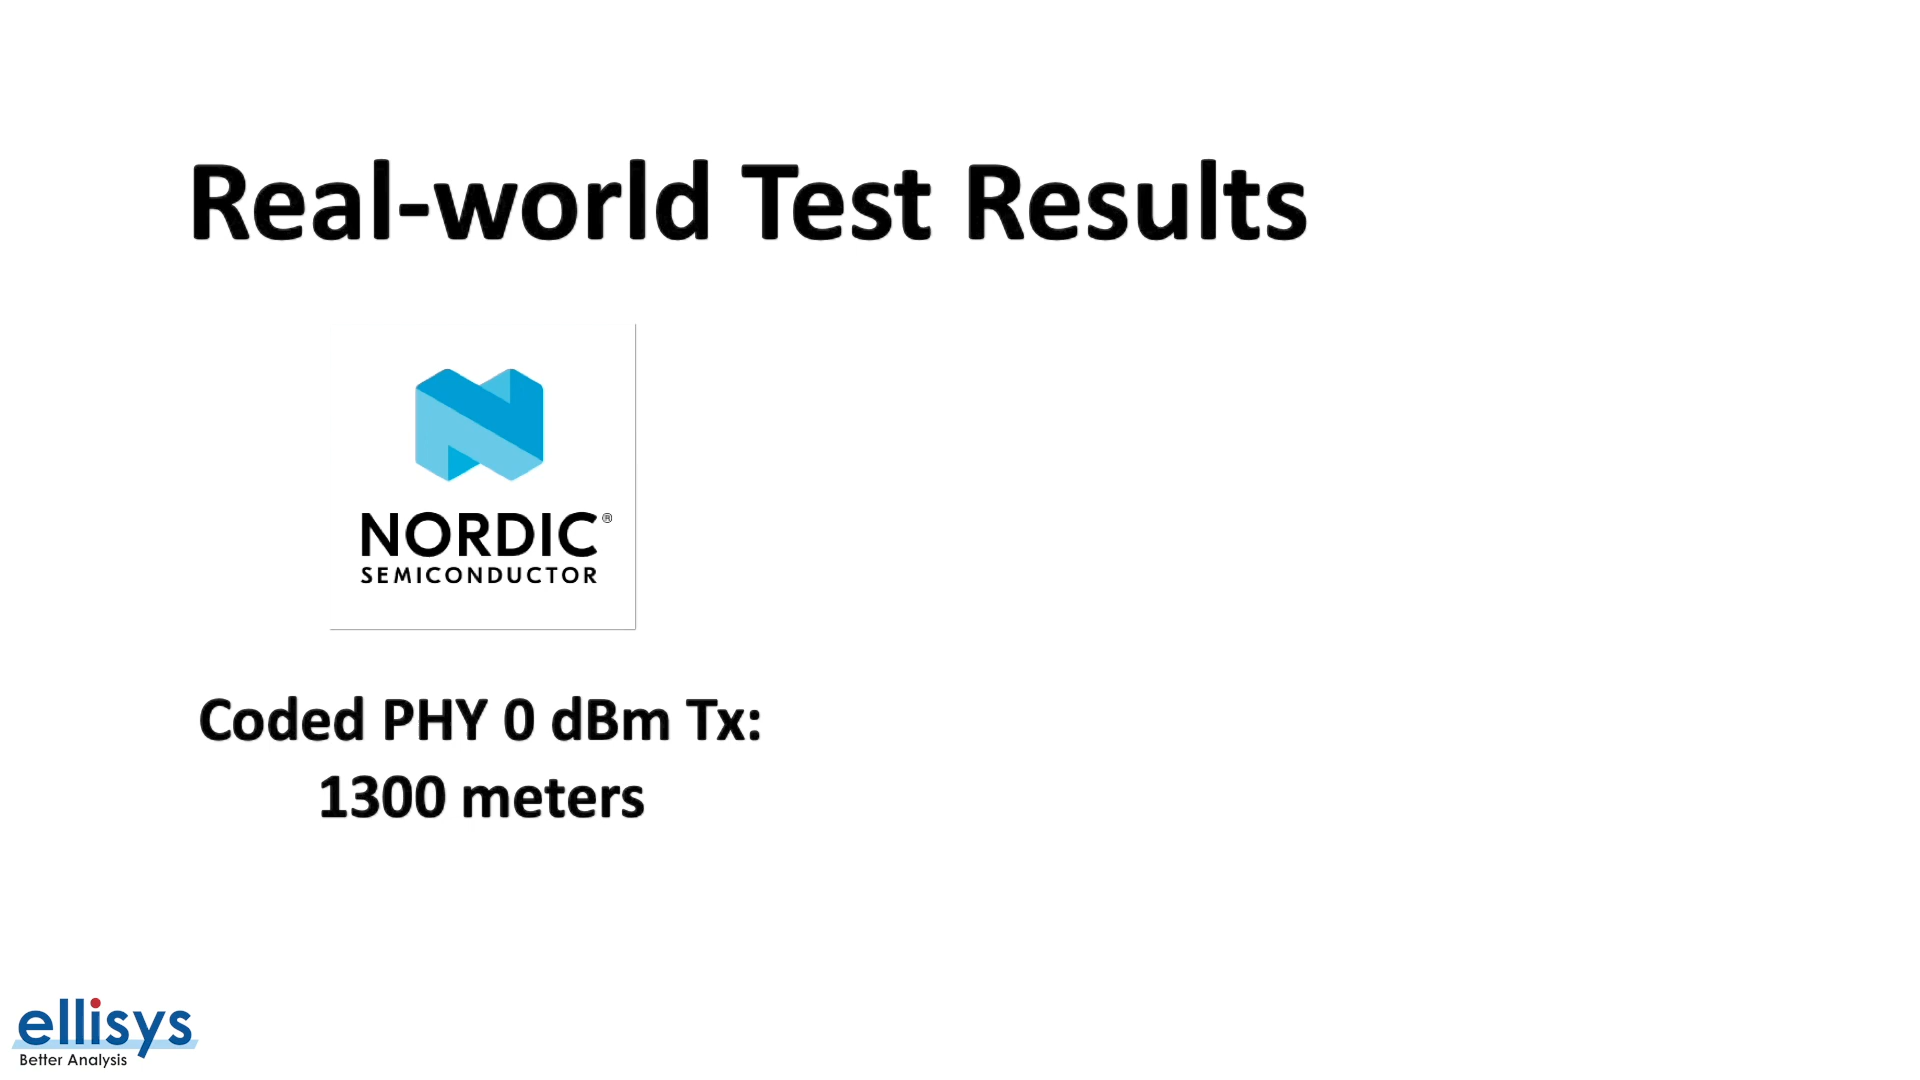 Real-world Test Results
NORDIC®
SEMICONDUCTOR
Coded PHY 0 dBm Tx:
1300 meters
ellisys
Better Analysis